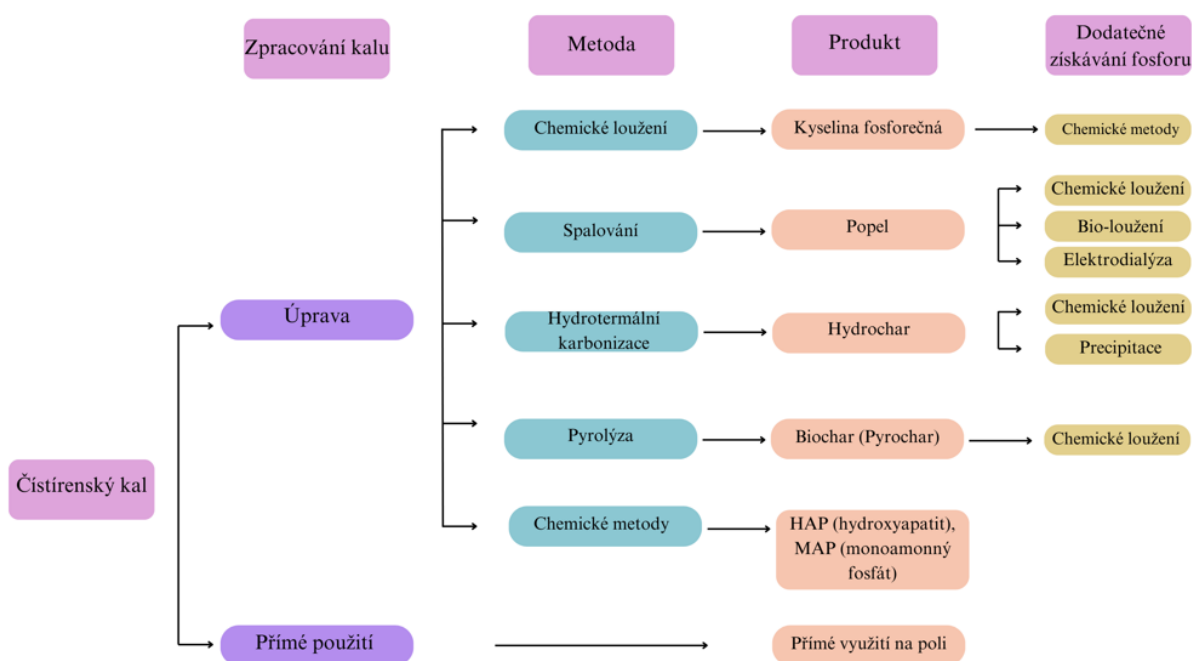 Zpracování kalu
Metoda
Produkt
Dodatečné
získávání fosforu
Chemické loužení
Kyselina fosforečná
Chemické metody
Spalování
Popel
Chemické loužení
Bio-loužení
Elektrodialýza
Úprava
Hydrotermální
karbonizace
Hydrochar
Chemické loužení
Precipitace
Pyrolýza
Biochar (Pyrochar)
Chemické loužení
Čístírenský kal
Chemické metody
HAP (hydroxyapatit),
MAP (monoamonný
fosfát)
Přímé použití
Přímé využití na poli